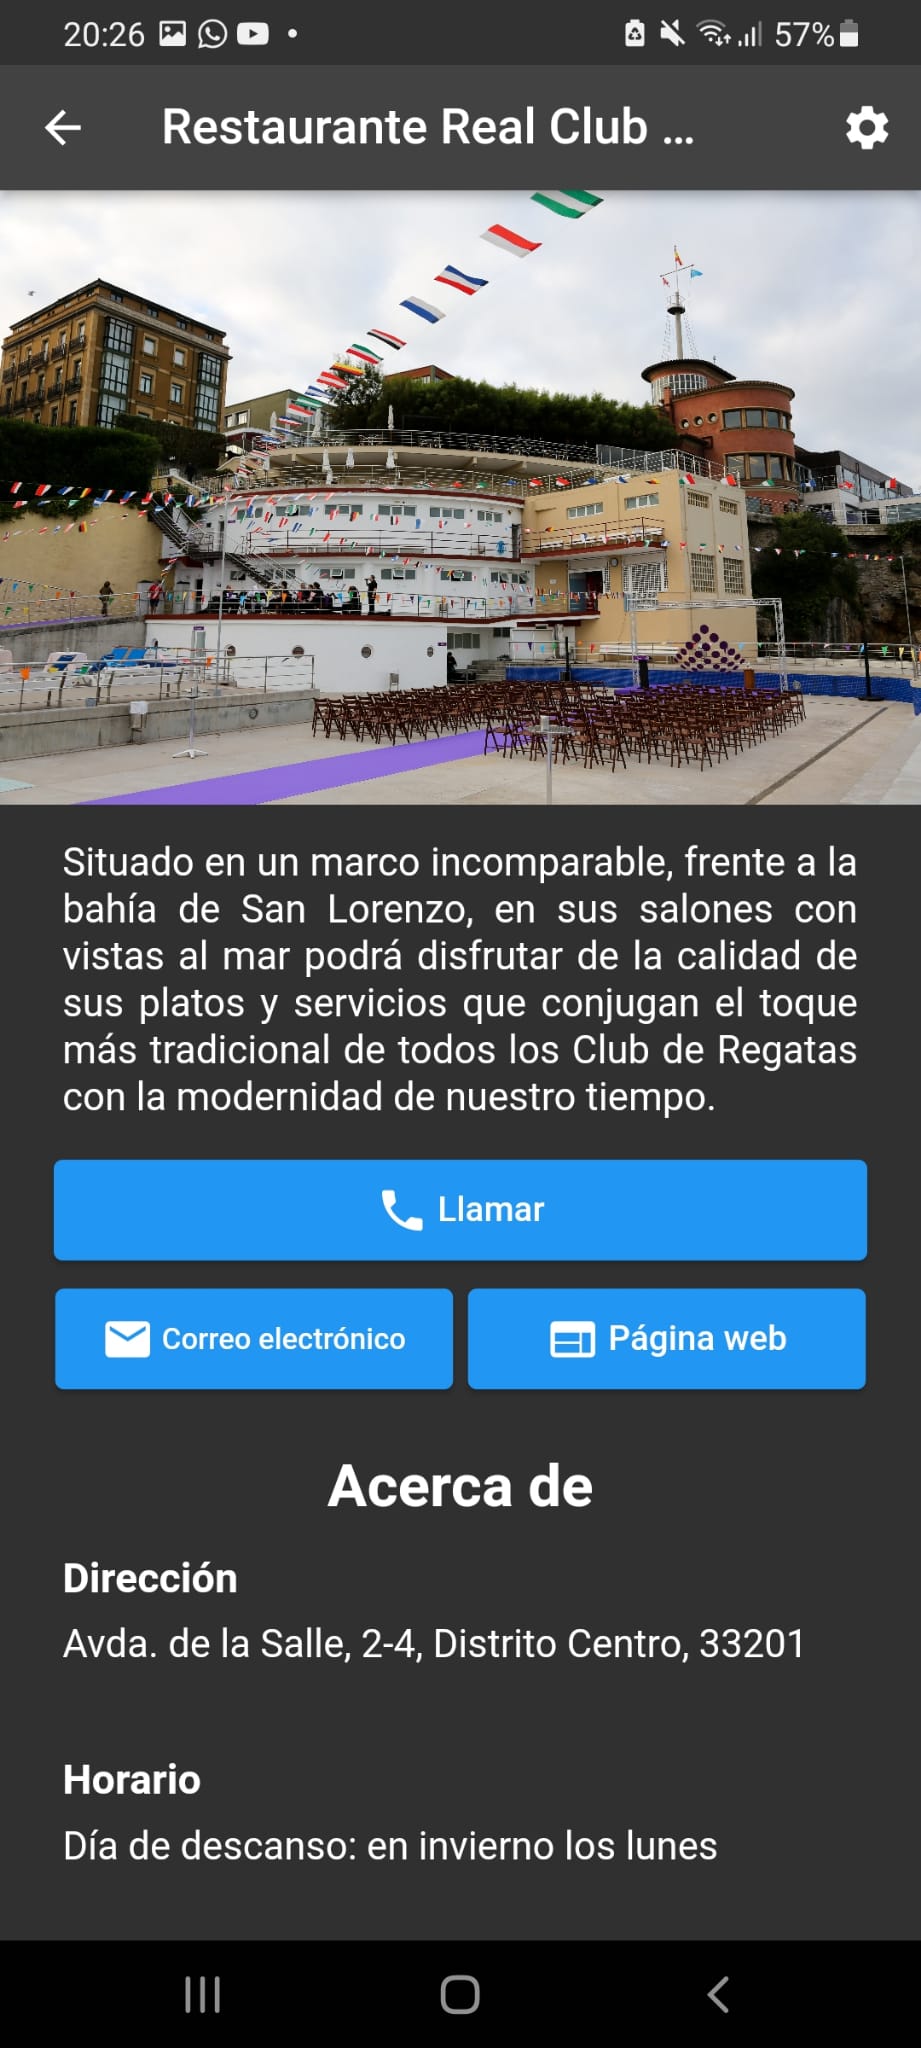 20:26
57%
Restaurante Real Club ...
Situado en un marco incomparable, frente a la
bahía de San Lorenzo, en sus salones con
vistas al mar podrá disfrutar de la calidad de
sus platos y servicios que conjugan el toque
más tradicional de todos los Club de Regatas
con la modernidad de nuestro tiempo.
Llamar
Correo electrónico
Página web
Acerca de
Dirección
Avda. de la Salle, 2-4, Distrito Centro, 33201
Horario
Día de descanso: en invierno los lunes